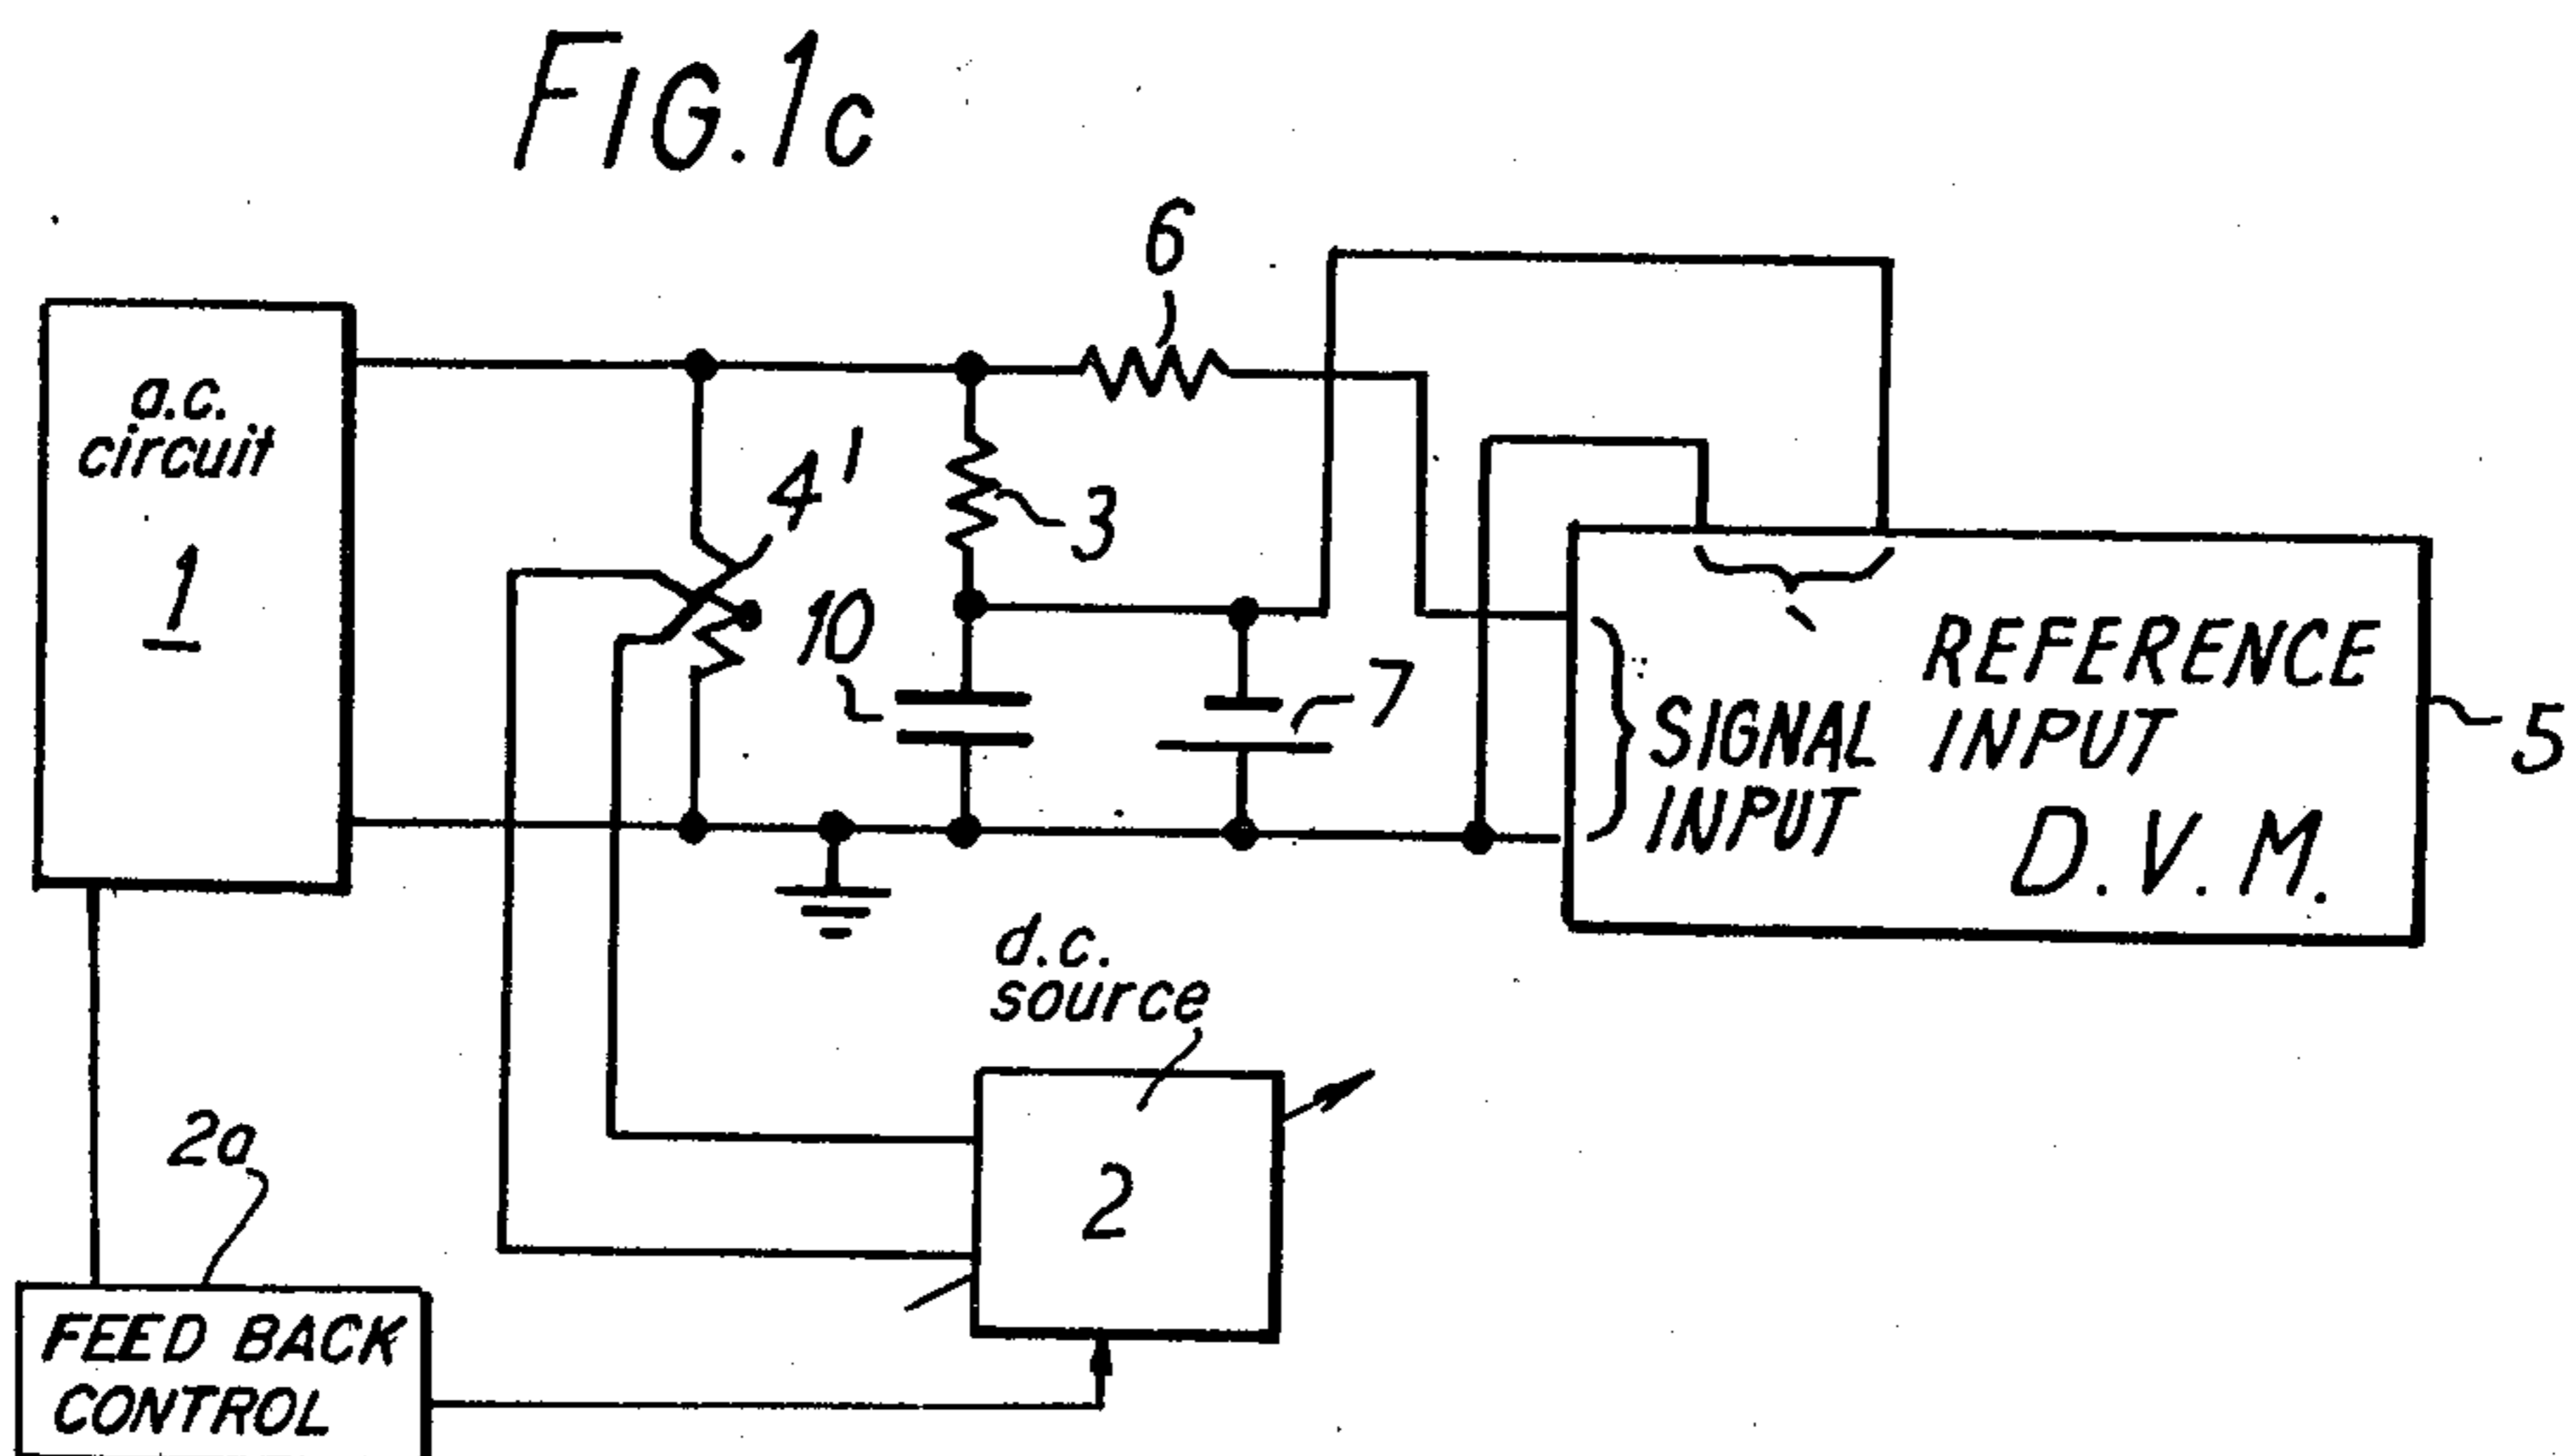 FIG.1c
6
a.c.
circuit
1
4'
3
10
7
REFERENCE
INPUT
SIGNAL
INPUT
D.V.M.
5
d.c.
source
2
2a
FEED BACK
CONTROL